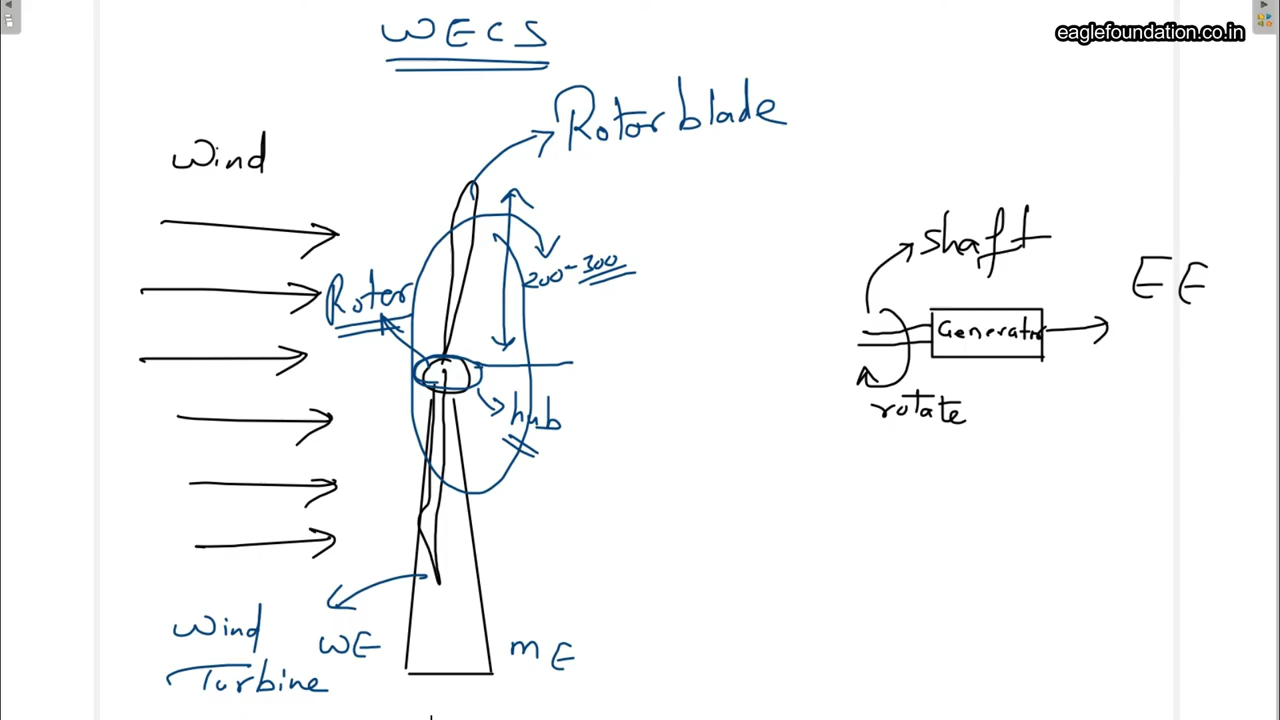 WECS
eaglefoundation.co.in
Rotor blade
Wind
shaft
200-300
EE
Rotor
Generator
rotate
hub
Wind
Turbine
WE
mE